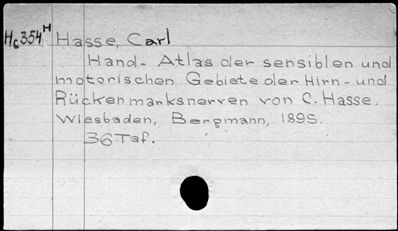 Hc354H Hasse, Carl
Hand-Atlas der sensiblen und
motorischen Gebiete der Hirn- und
Rückenmarksnerven von C. Hasse.
Wiesbaden, Bergmann, 1895.
36 Taf.